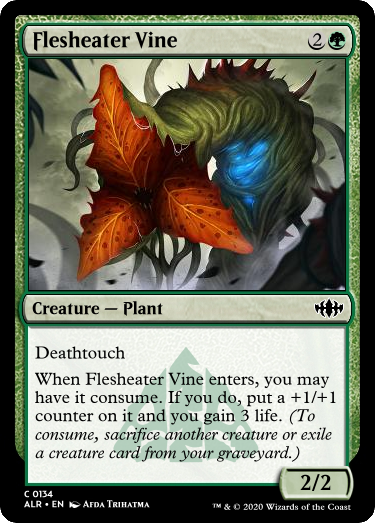 Flesheater Vine 2
Creature — Plant
Deathtouch
When Flesheater Vine enters, you may
have it consume. If you do, put a +1/+1
counter on it and you gain 3 life. (To
consume, sacrifice another creature or exile
a creature card from your graveyard.)
2/2
C 0134
ALR • EN Afda Trihatma
™ & © 2020 Wizards of the Coast